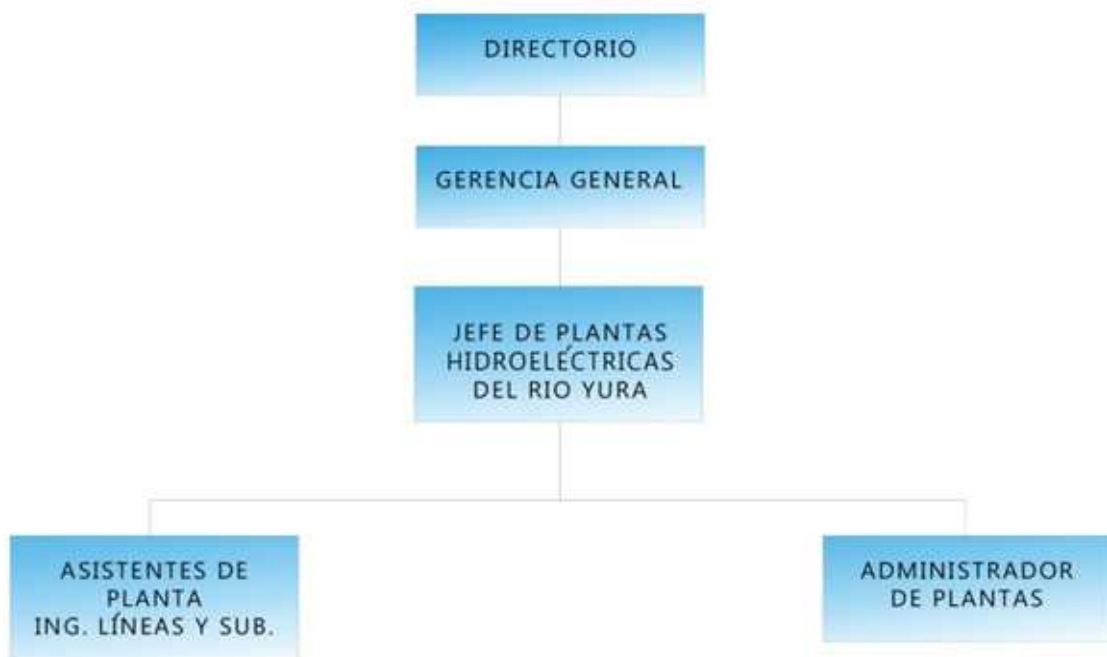 DIRECTORIO
GERENCIA GENERAL
JEFE DE PLANTAS
HIDROELÉCTRICAS
DEL RIO YURA
ASISTENTES DE
PLANTA
ING. LÍNEAS Y SUB.
ADMINISTRADOR
DE PLANTAS